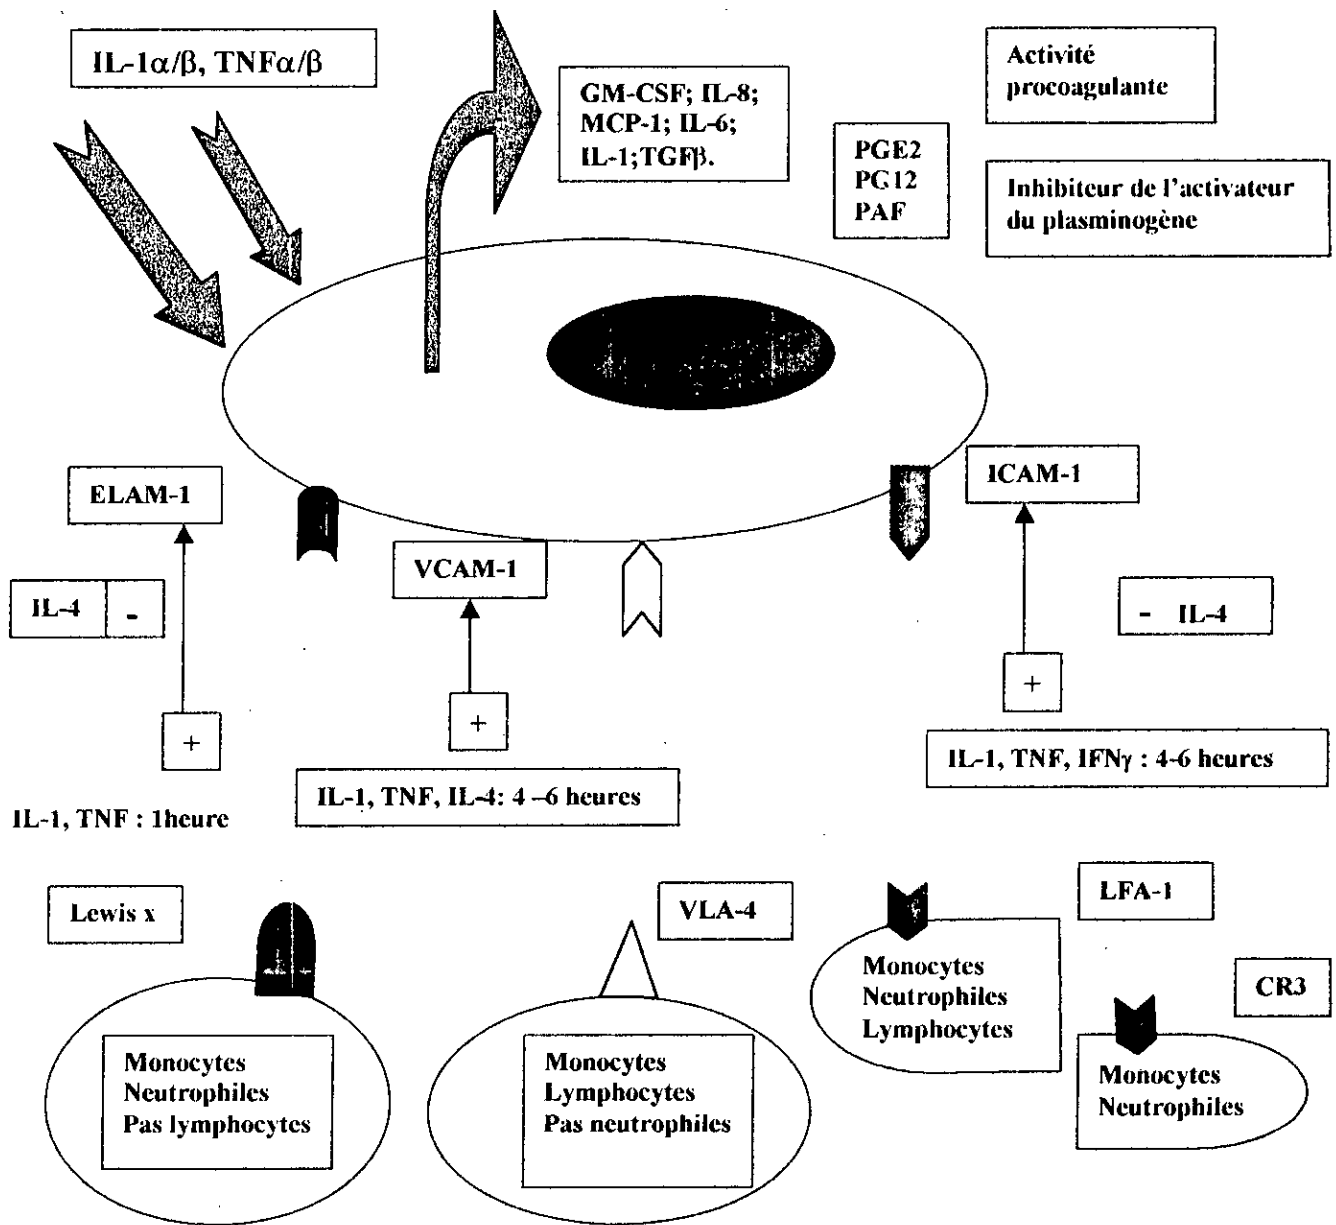 IL-1α/β, TNFα/β
GM-CSF; IL-8;
MCP-1; IL-6;
IL-1;TGFβ.
PGE2
PG12
PAF
Activité
procoagulante
Inhibiteur de l'activateur
du plasminogène
ELAM-1
IL-4 -
+
IL-1, TNF : 1heure
VCAM-1
+
IL-1, TNF, IL-4: 4 –6 heures
ICAM-1
- IL-4
+
IL-1, TNF, IFNγ : 4-6 heures
Lewis x
Monocytes
Neutrophiles
Pas lymphocytes
VLA-4
Monocytes
Lymphocytes
Pas neutrophiles
LFA-1
Monocytes
Neutrophiles
Lymphocytes
CR3
Monocytes
Neutrophiles